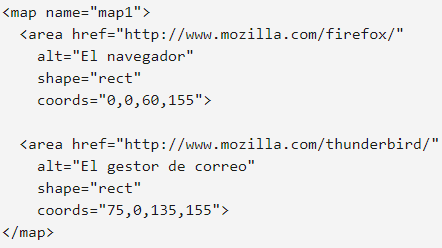 <map name="map1">
  <area href="http://www.mozilla.com/firefox/"
    alt="El navegador"
    shape="rect"
    coords="0,0,60,155">

  <area href="http://www.mozilla.com/thunderbird/"
    alt="El gestor de correo"
    shape="rect"
    coords="75,0,135,155">
</map>